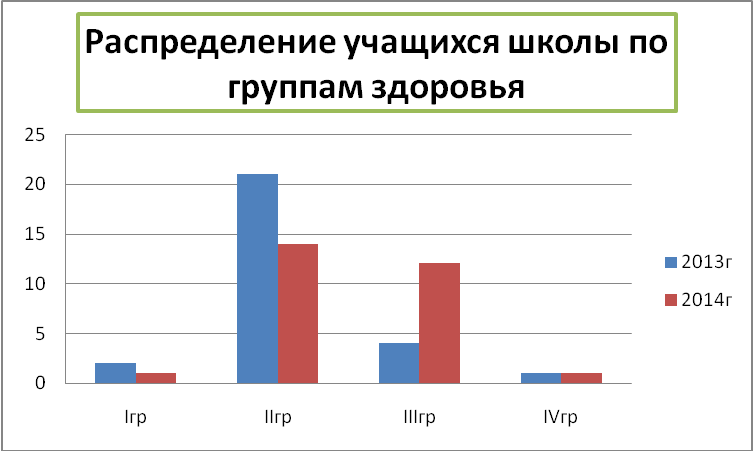 Распределение учащихся школы по
группам здоровья
25
20
15
10
5
0
Iгр
IIгр
IIIгр
IVгр
2013г
2014г